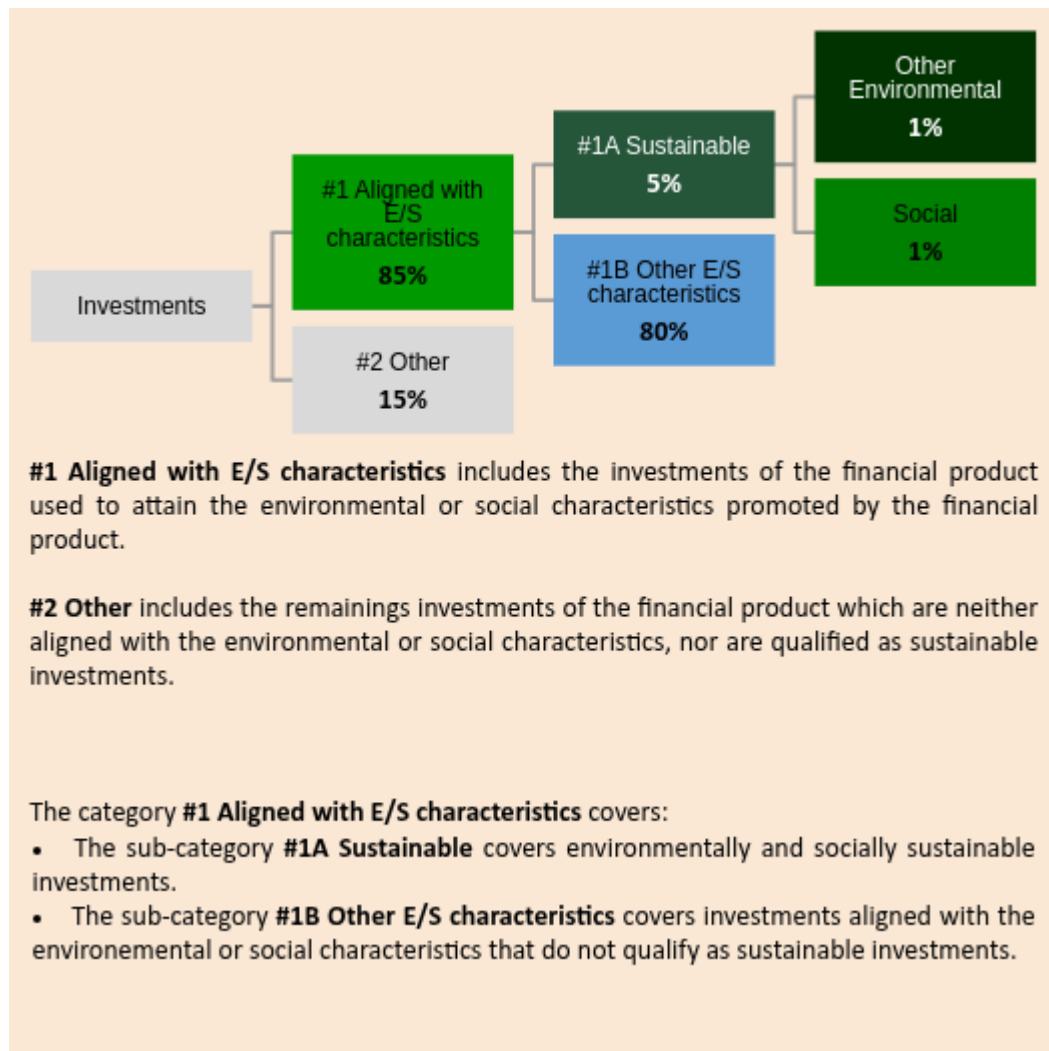 Other
Environmental
1%
#1A Sustainable
5%
#1 Aligned with
E/S
characteristics
85%
Social
1%
#1B Other E/S
characteristics
80%
Investments
#2 Other
15%
#1 Aligned with E/S characteristics includes the investments of the financial product
used to attain the environmental or social characteristics promoted by the financial
product.
#2 Other includes the remainings investments of the financial product which are neither
aligned with the environmental or social characteristics, nor are qualified as sustainable
investments.
The category #1 Aligned with E/S characteristics covers:
• The sub-category #1A Sustainable covers environmentally and socially sustainable
investments.
• The sub-category #1B Other E/S characteristics covers investments aligned with the
environemental or social characteristics that do not qualify as sustainable investments.